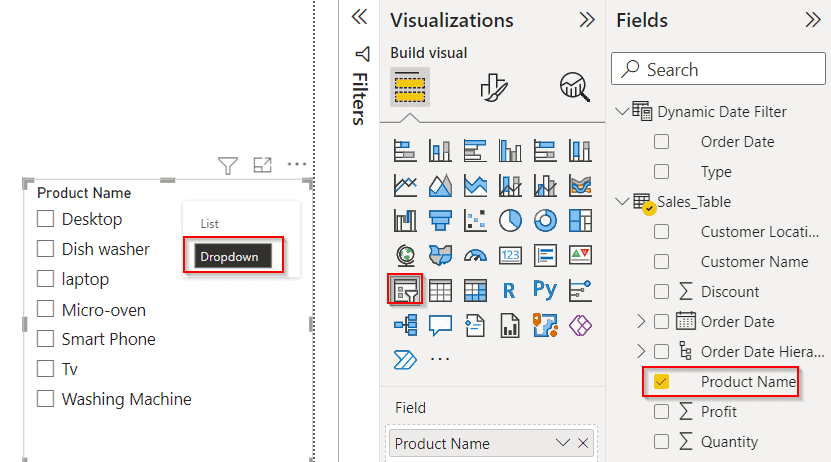 Product Name
Desktop
Dish washer
laptop
Micro-oven
Smart Phone
Tv
Washing Machine
List
Dropdown
Filters
Visualizations
Build visual
123
R
Py
Field
Product Name
Fields
Search
Dynamic Date Filter
Order Date
Type
Sales_Table
Customer Locati...
Customer Name
Discount
Order Date
Order Date Hiera...
Product Name
Profit
Quantity